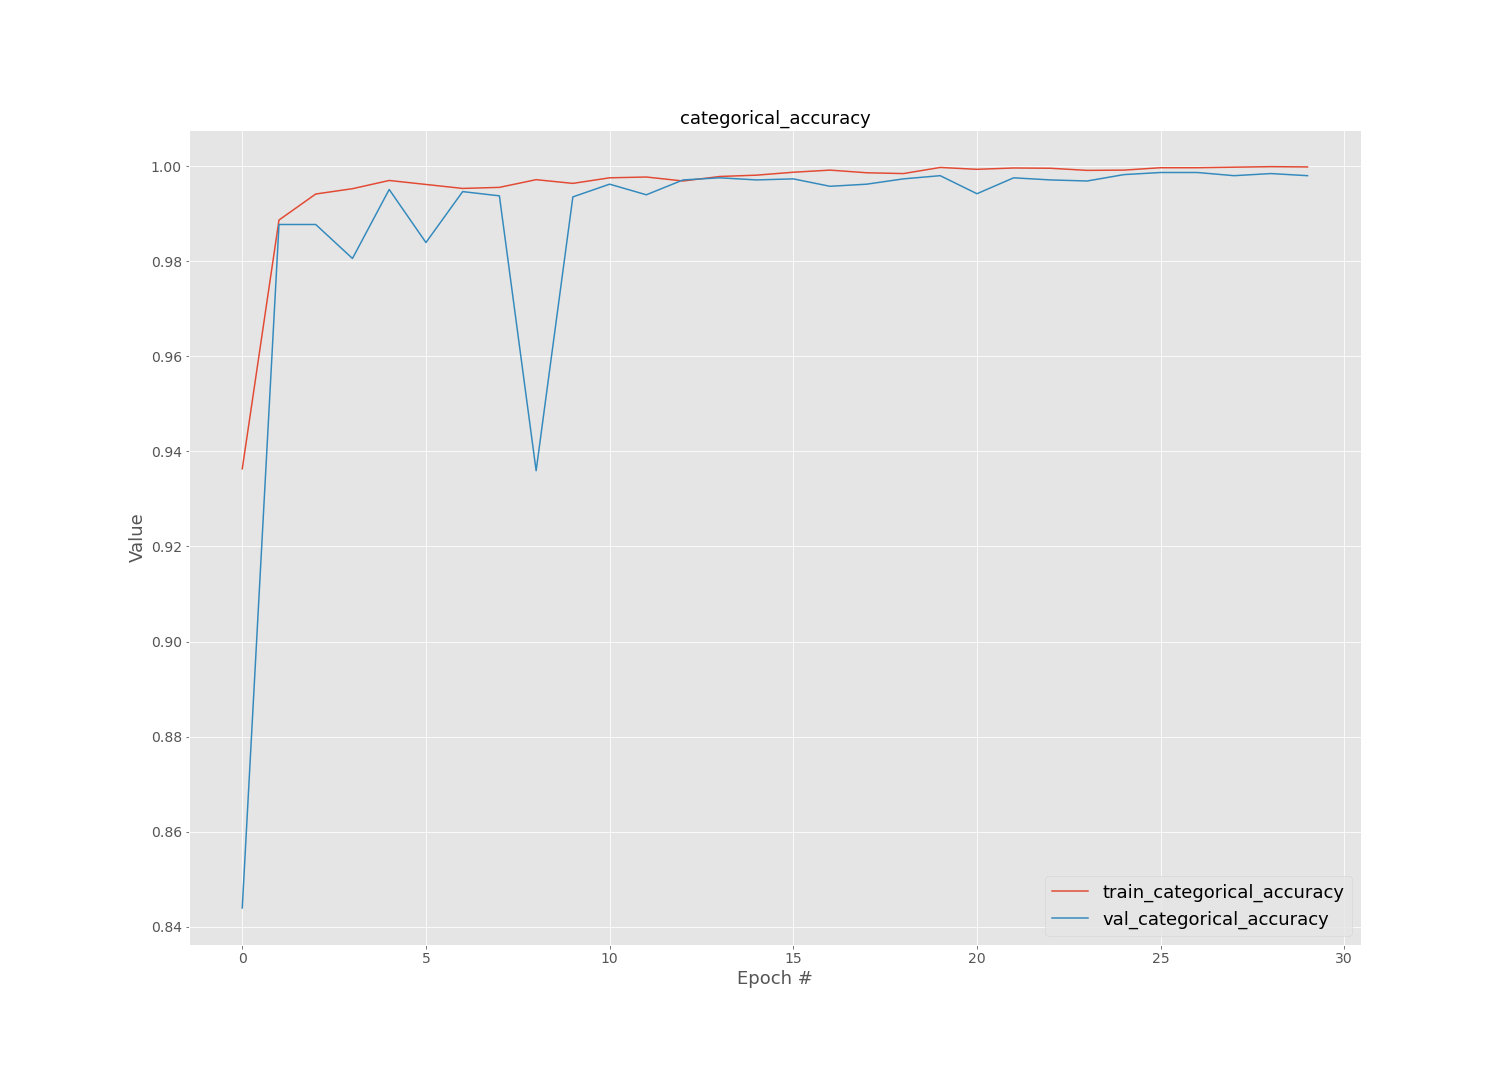 categorical_accuracy
1.00
0.98
0.96
0.94
0.92
0.90
0.88
0.86
0.84
Value
train_categorical_accuracy
val_categorical_accuracy
0 5 10 15 20 25 30
Epoch #